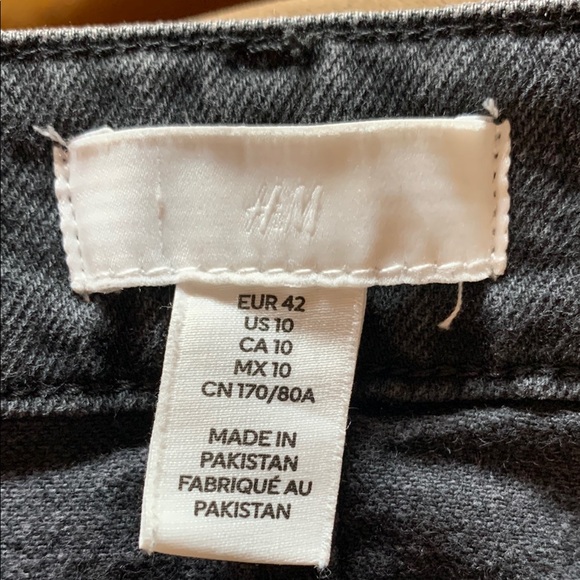 H&M
EUR 42
US 10
CA 10
MX 10
CN 170/80A
MADE IN
PAKISTAN
FABRIQUÉ AU
PAKISTAN